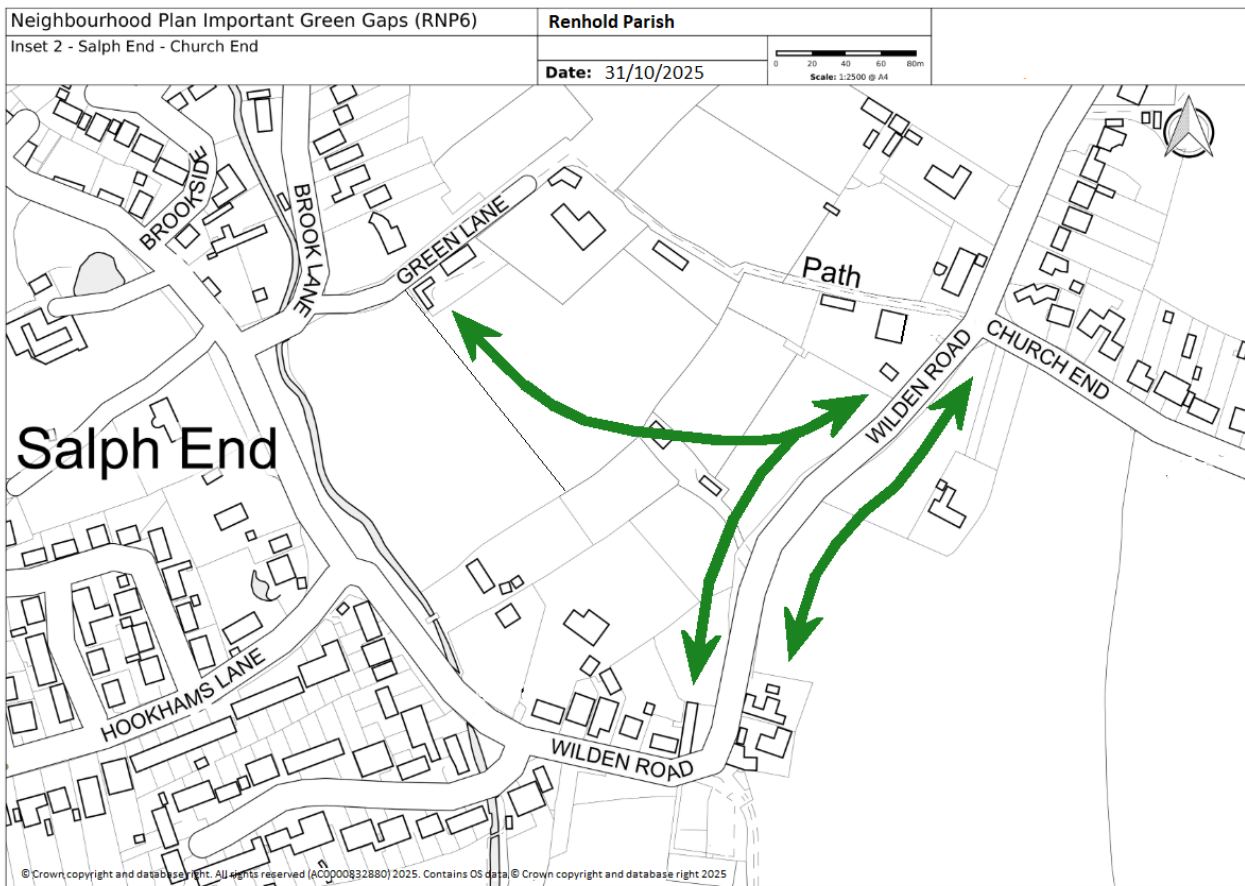 Neighbourhood Plan Important Green Gaps (RNP6)
Renhold Parish
Inset 2 - Salph End - Church End
Date: 31/10/2025
0 20 40 60 80m
Scale: 1:2500 @ A4
BROOKSIDE
BROOK LANE
GREEN LANE
Path
WILDEN ROAD
CHURCH END
Salph End
HOOKHAMS LANE
WILDEN ROAD
© Crown copyright and database right. All rights reserved (AC0000832880) 2025. Contains OS data © Crown copyright and database right 2025